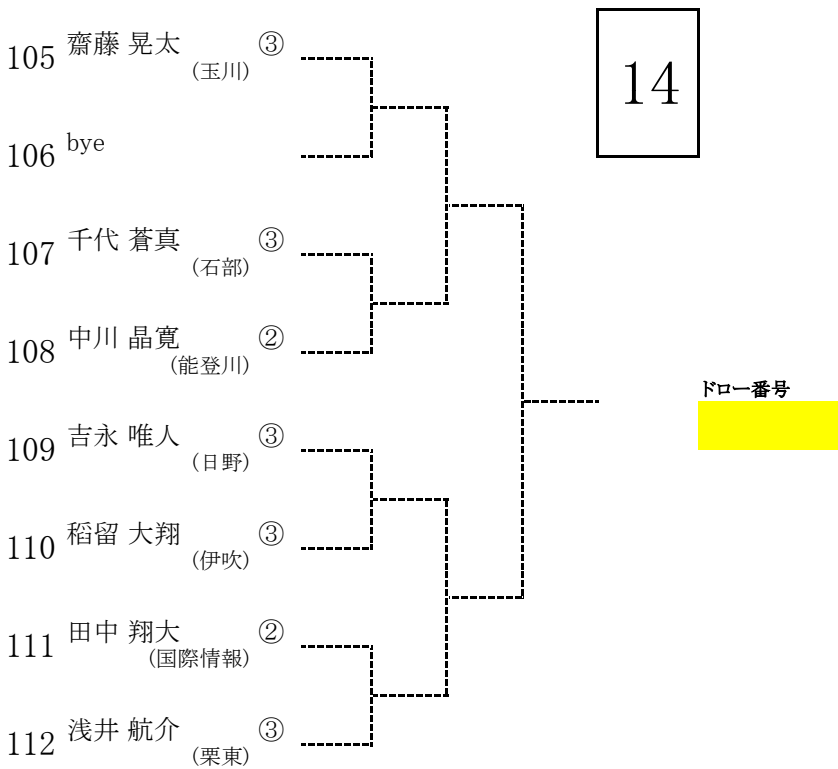 14
105 齋藤 晃太 ③
(玉川)
106 bye
107 千代 蒼真 ③
(石部)
108 中川 晶寛 ②
(能登川)
ドロー番号
109 吉永 唯人 ③
(日野)
110 稻留 大翔 ③
(伊吹)
111 田中 翔大 ②
(国際情報)
112 浅井 航介 ③
(栗東)